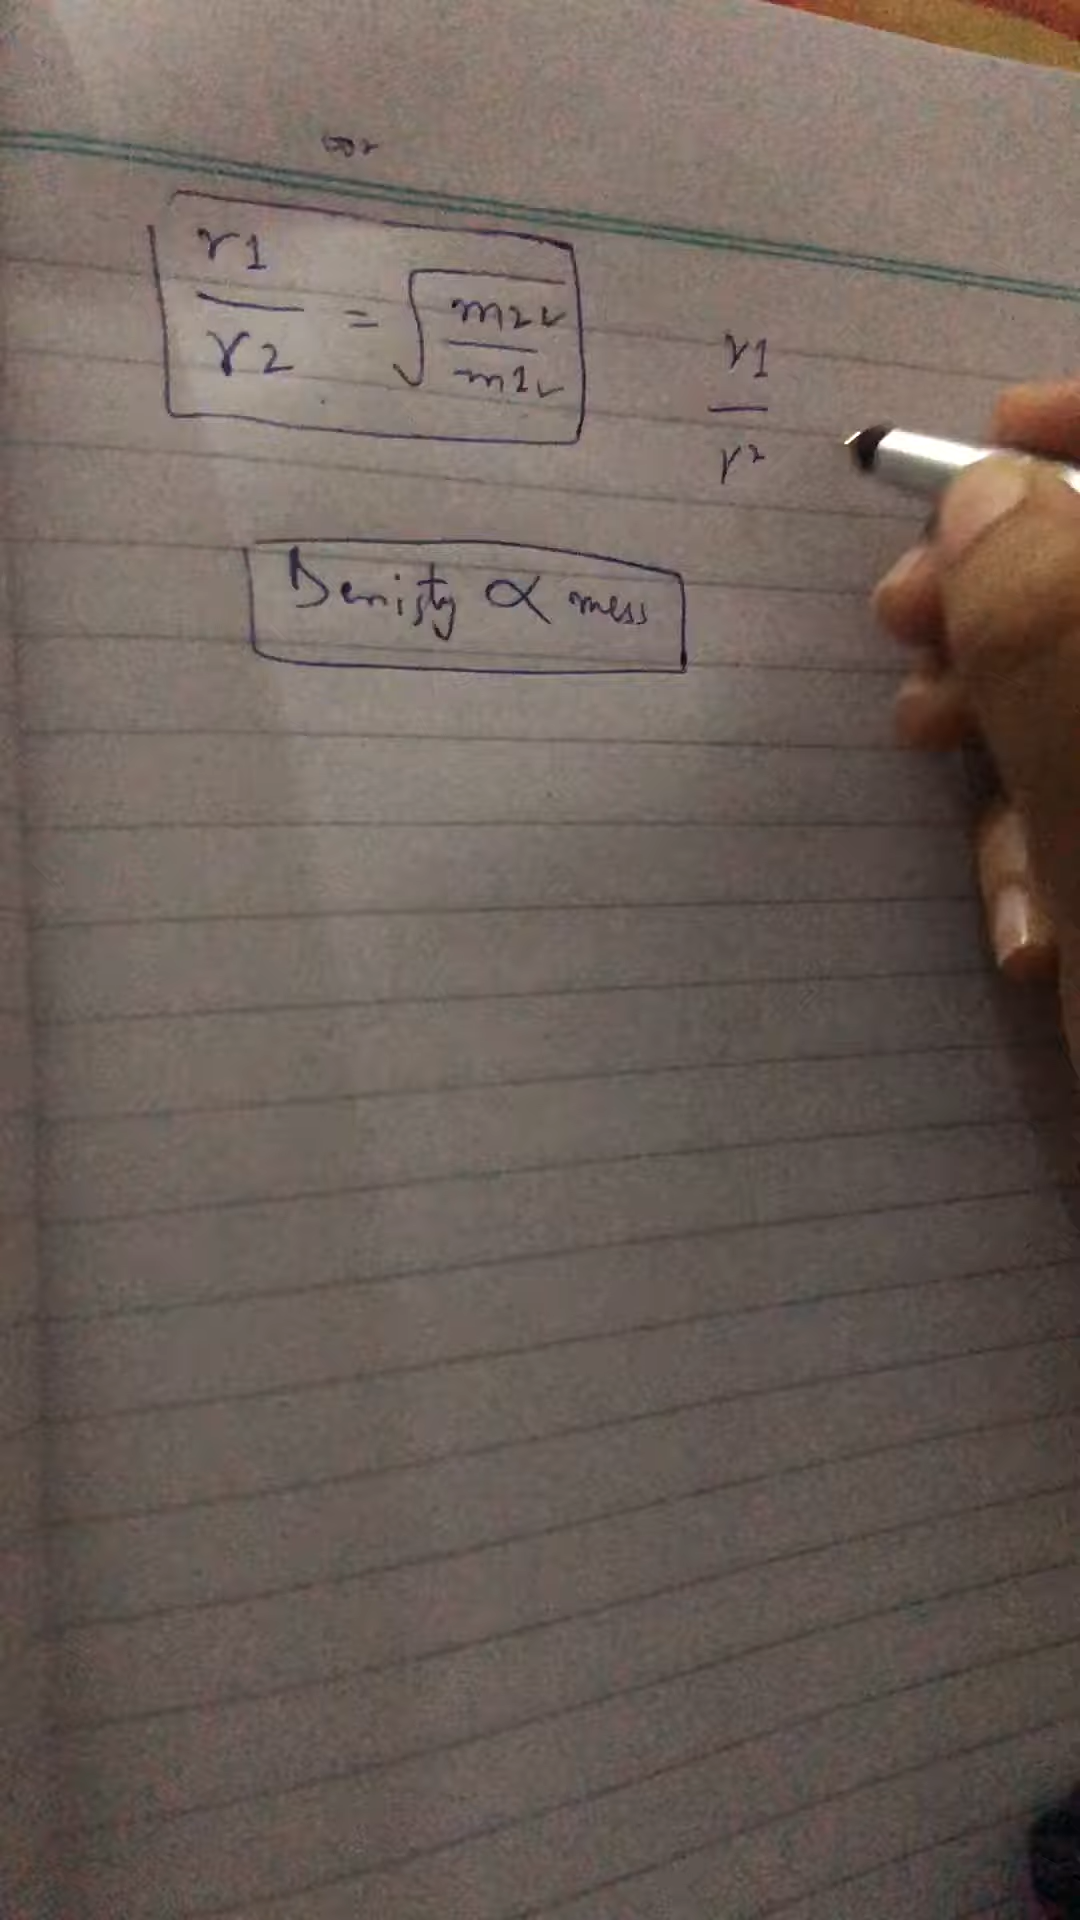 r1
r2
=
√
m2
m1
r1
r2
Denisty ∝ mess